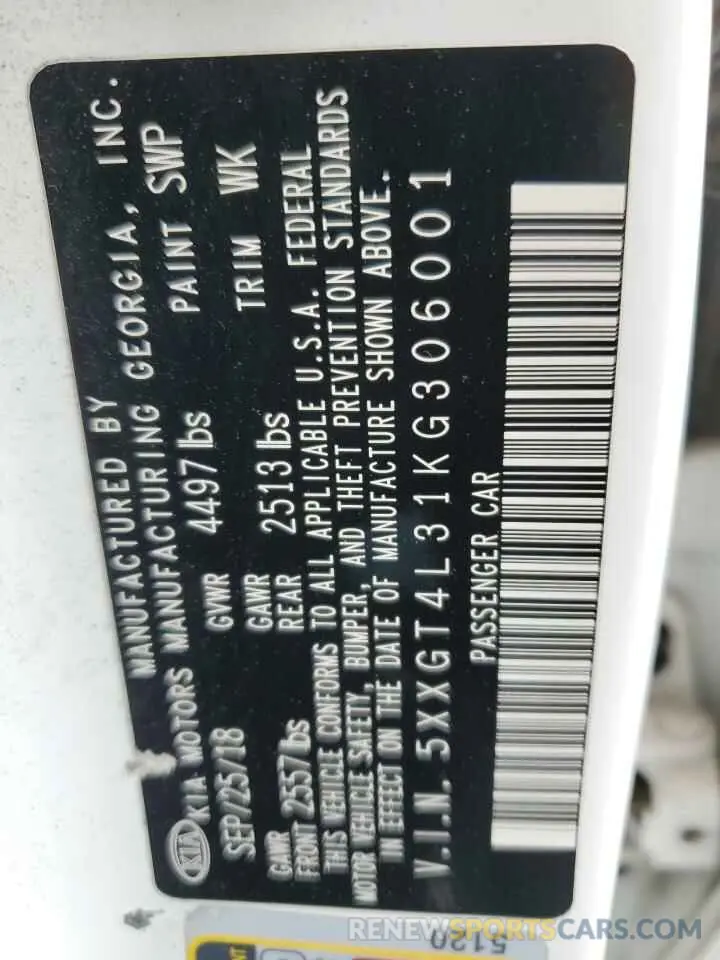 MANUFACTURED BY
KIA KIA MOTORS MANUFACTURING GEORGIA, INC.
SEP/25/18 GVWR 4497 lbs PAINT SWP
GAWR FRONT 2557 lbs GAWR REAR 2513 lbs TRIM WK
THIS VEHICLE CONFORMS TO ALL APPLICABLE U.S.A. FEDERAL
MOTOR VEHICLE SAFETY, BUMPER, AND THEFT PREVENTION STANDARDS
IN EFFECT ON THE DATE OF MANUFACTURE SHOWN ABOVE.
V.I.N. 5XXGT4L31KG306001
PASSENGER CAR
5120
RENEWSPORTSCARS.COM